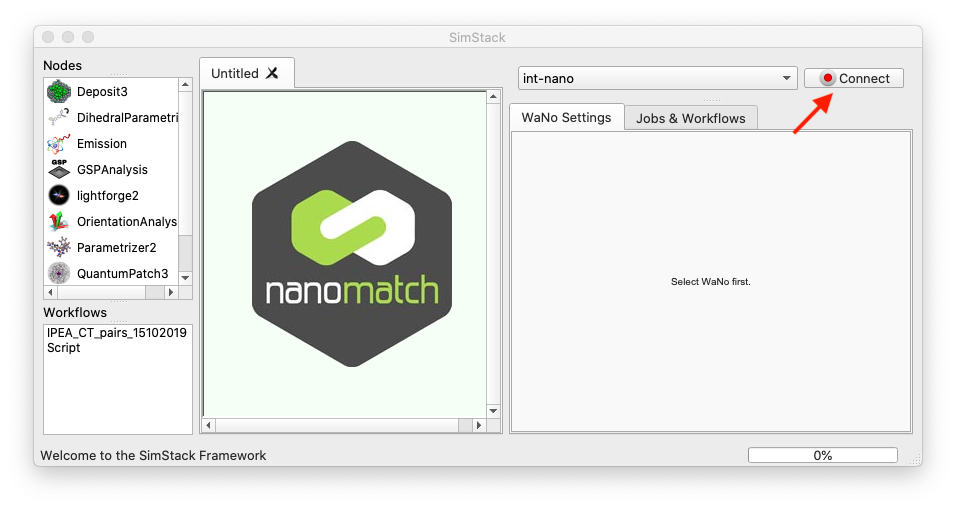 SimStack
Nodes
Deposit3
DihedralParametri
Emission
GSP
GSPAnalysis
lightforge2
OrientationAnalys
Parametrizer2
QuantumPatch3
Workflows
IPEA_CT_pairs_15102019
Script
Untitled
nanomatch
int-nano
Connect
WaNo Settings
Jobs & Workflows
Select WaNo first.
Welcome to the SimStack Framework
0%